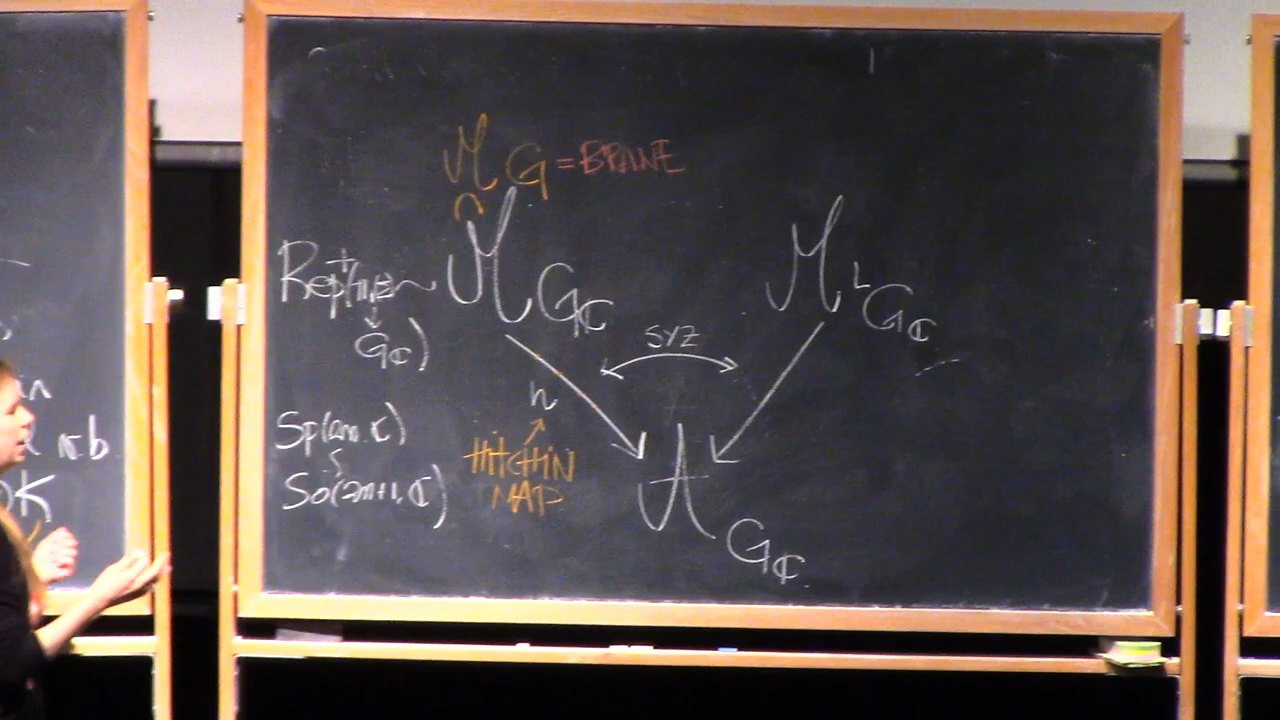 𝓜 G = BRANE
Rep⁺(π₁, Σ → G_ℂ) ~ 𝓜 G_ℂ
𝓜 ᴸG_ℂ
SYZ
h
HITCHIN
MAP
Sp(2m, ℂ)
So(2m+1, ℂ)
𝒜 G_ℂ
n
b
K